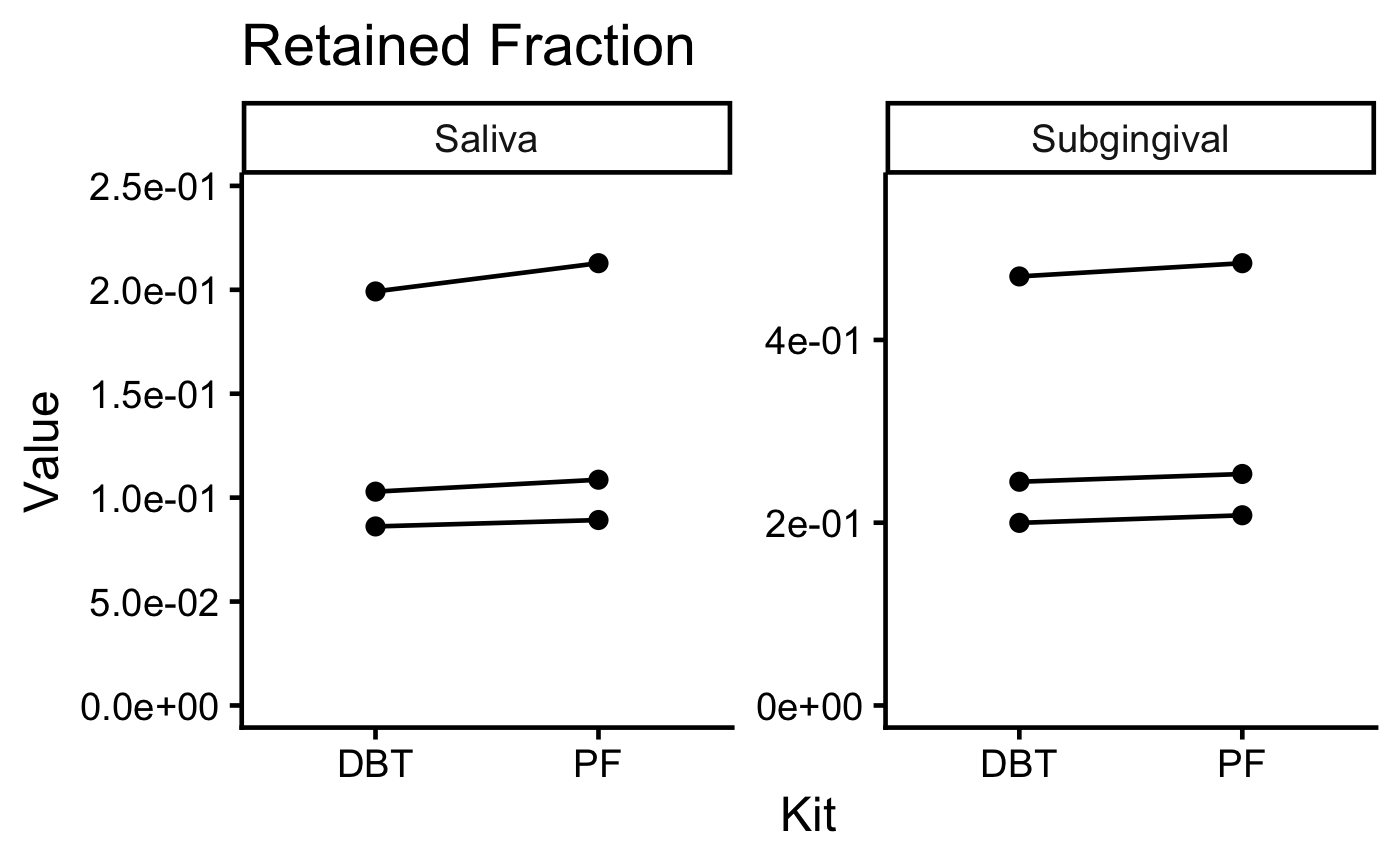 Retained Fraction
Saliva
Subgingival
Value
2.5e-01
2.0e-01
1.5e-01
1.0e-01
5.0e-02
0.0e+00
4e-01
2e-01
0e+00
DBT
PF
DBT
PF
Kit